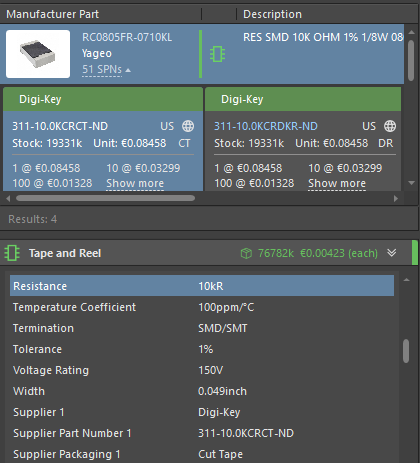 Manufacturer Part Description
RC0805FR-0710KL RES SMD 10K OHM 1% 1/8W 08
Yageo
51 SPNs
Digi-Key Digi-Key
311-10.0KCRCT-ND US 311-10.0KCRDKR-ND US
Stock: 19331k Unit: €0.08458 CT Stock: 19331k Unit: €0.08458 DR
1 @ €0.08458 10 @ €0.03299 1 @ €0.08458 10 @ €0.03299
100 @ €0.01328 Show more 100 @ €0.01328 Show more
Results: 4
Tape and Reel 76782k €0.00423 (each)
Resistance 10kR
Temperature Coefficient 100ppm/°C
Termination SMD/SMT
Tolerance 1%
Voltage Rating 150V
Width 0.049inch
Supplier 1 Digi-Key
Supplier Part Number 1 311-10.0KCRCT-ND
Supplier Packaging 1 Cut Tape